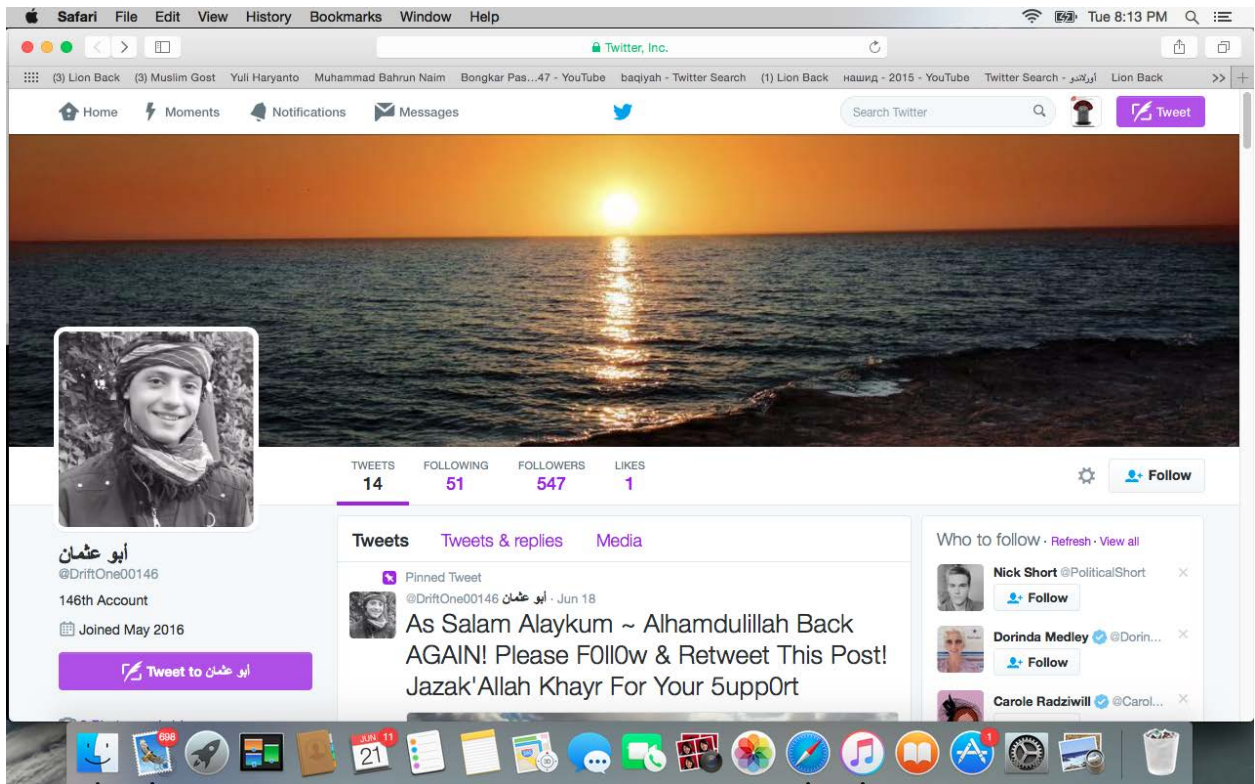 Safari File Edit View History Bookmarks Window Help Tue 8:13 PM
Twitter, Inc.
(3) Lion Back (3) Muslim Gost Yuli Haryanto Muhammad Bahrun Naim Bongkar Pas...47 - YouTube baqiyah - Twitter Search (1) Lion Back нашид - 2015 - YouTube Twitter Search - أورلاندو Lion Back >>
Home Moments Notifications Messages Search Twitter Tweet
TWEETS FOLLOWING FOLLOWERS LIKES
14 51 547 1
Follow
أبو عثمان
@DriftOne00146
146th Account
Joined May 2016
Tweet to أبو عثمان
Tweets Tweets & replies Media
Pinned Tweet
@DriftOne00146 أبو عثمان · Jun 18
As Salam Alaykum ~ Alhamdulillah Back
AGAIN! Please F0ll0w & Retweet This Post!
Jazak'Allah Khayr For Your 5upp0rt
Who to follow · Refresh · View all
Nick Short @PoliticalShort
Follow
Dorinda Medley @Dorin...
Follow
Carole Radziwill @Carol...
698
JUN 11
21
1